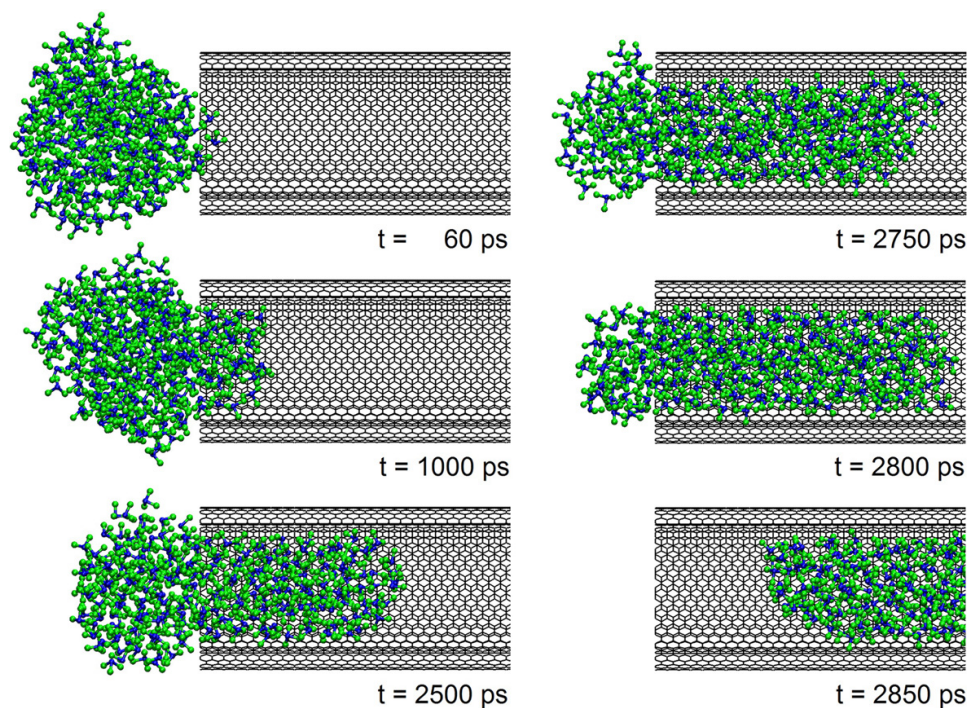 t = 60 ps
t = 1000 ps
t = 2500 ps
t = 2750 ps
t = 2800 ps
t = 2850 ps